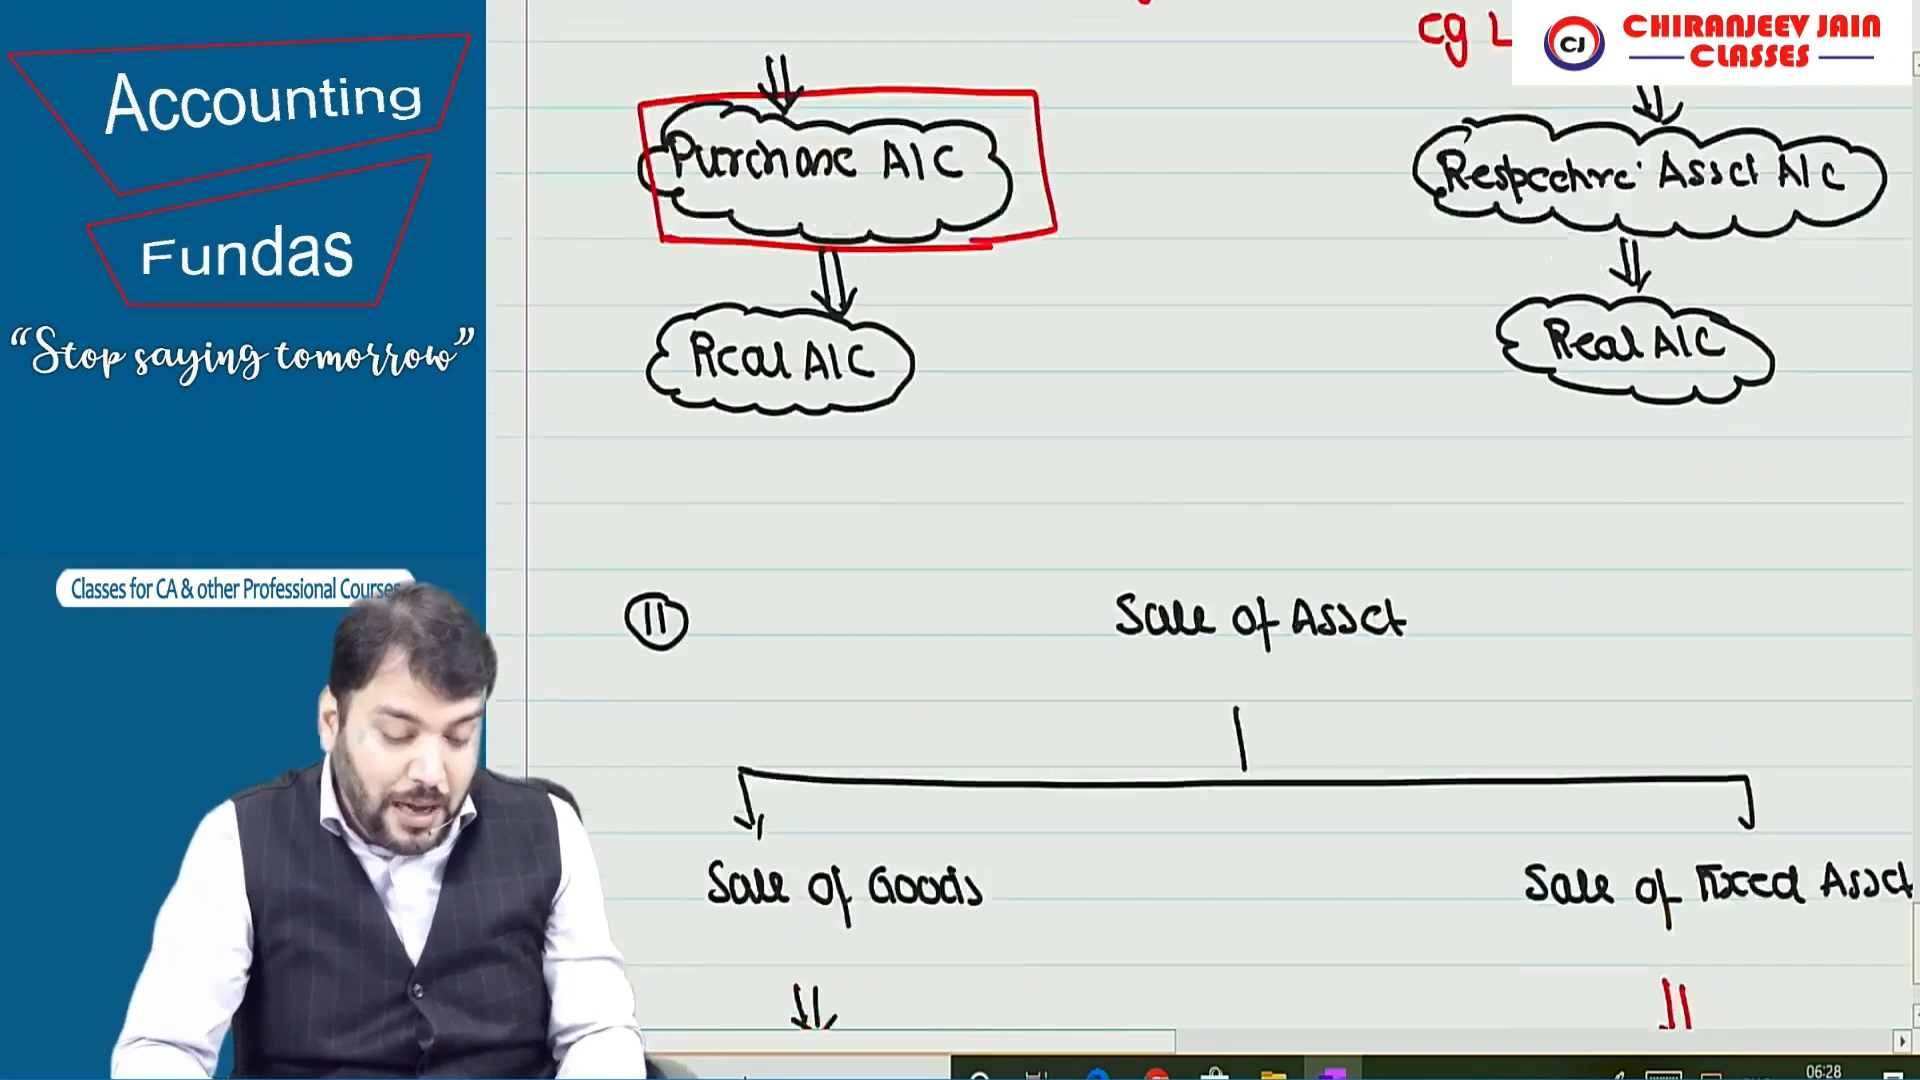 Accounting
Fundas
“Stop saying tomorrow”
Classes for CA & other Professional Courses
CJ
CHIRANJEEV JAIN
CLASSES
eg L
Purchase A/C
Respective Asset A/C
Real A/C
Real A/C
11
Sale of Asset
Sale of Goods
Sale of Fixed Asset
06:28